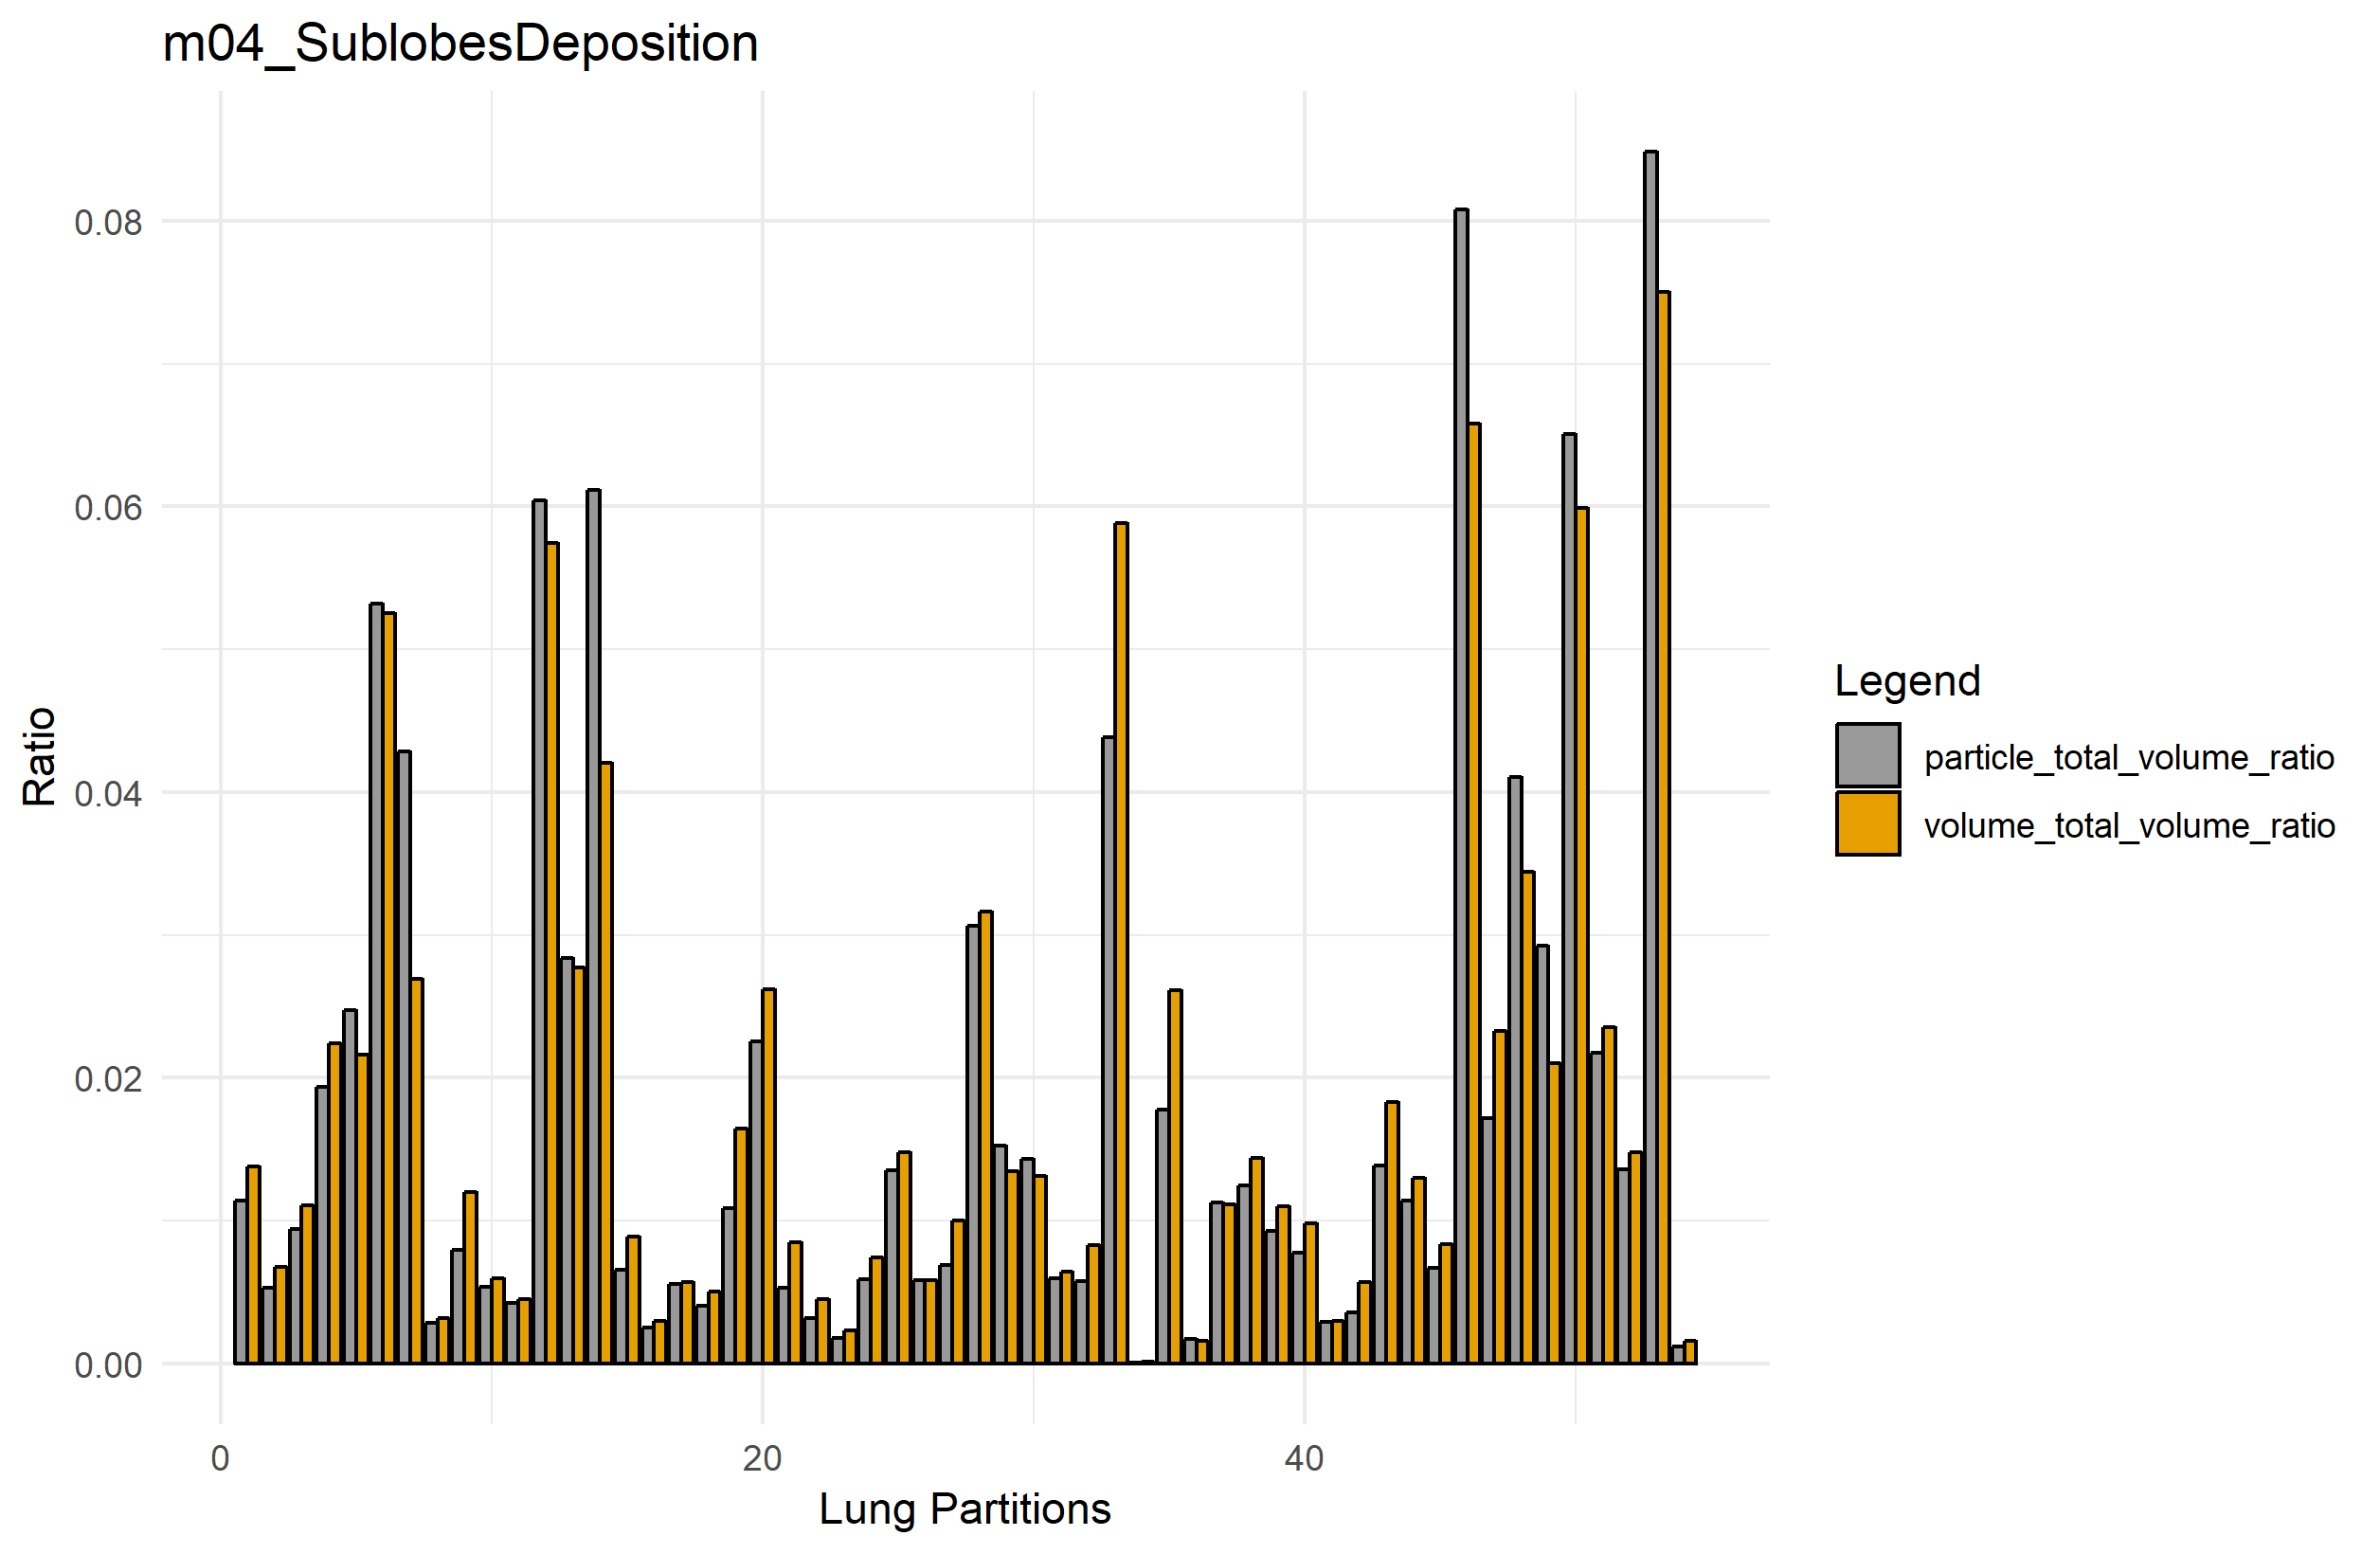 m04_SublobesDeposition
0.08
0.06
0.04
0.02
0.00
Ratio
0
20
40
Lung Partitions
Legend
particle_total_volume_ratio
volume_total_volume_ratio